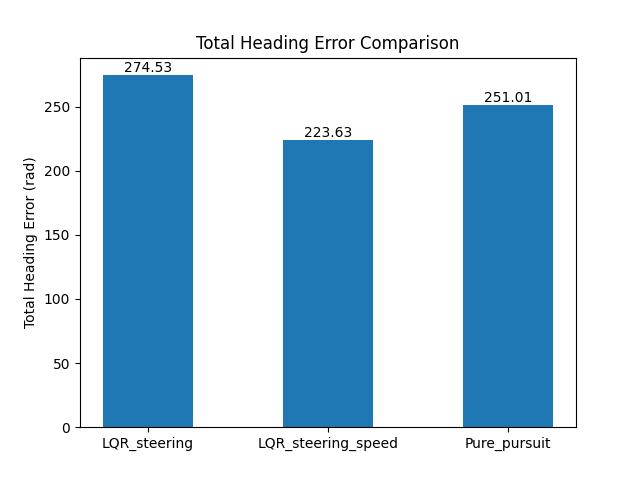 Total Heading Error Comparison
274.53
223.63
251.01
Total Heading Error (rad)
250
200
150
100
50
0
LQR_steering
LQR_steering_speed
Pure_pursuit